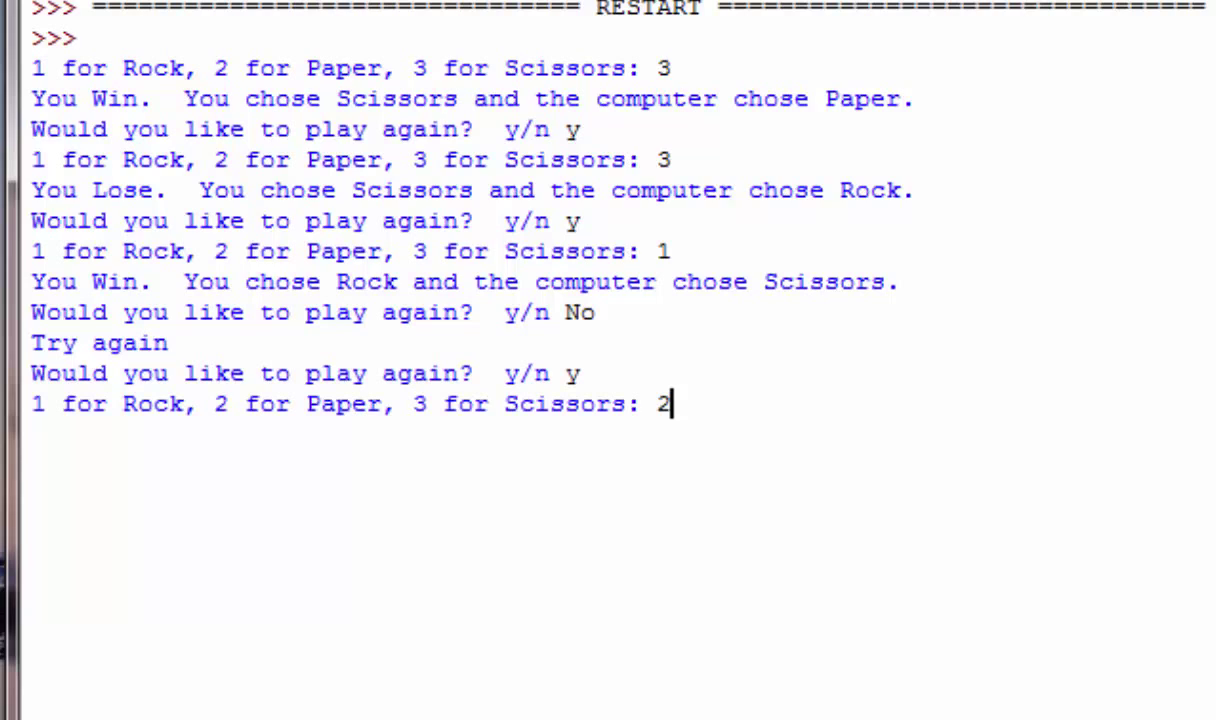 >>> ================================ RESTART ================================
>>>
1 for Rock, 2 for Paper, 3 for Scissors: 3
You Win.  You chose Scissors and the computer chose Paper.
Would you like to play again?  y/n y
1 for Rock, 2 for Paper, 3 for Scissors: 3
You Lose.  You chose Scissors and the computer chose Rock.
Would you like to play again?  y/n y
1 for Rock, 2 for Paper, 3 for Scissors: 1
You Win.  You chose Rock and the computer chose Scissors.
Would you like to play again?  y/n No
Try again
Would you like to play again?  y/n y
1 for Rock, 2 for Paper, 3 for Scissors: 2